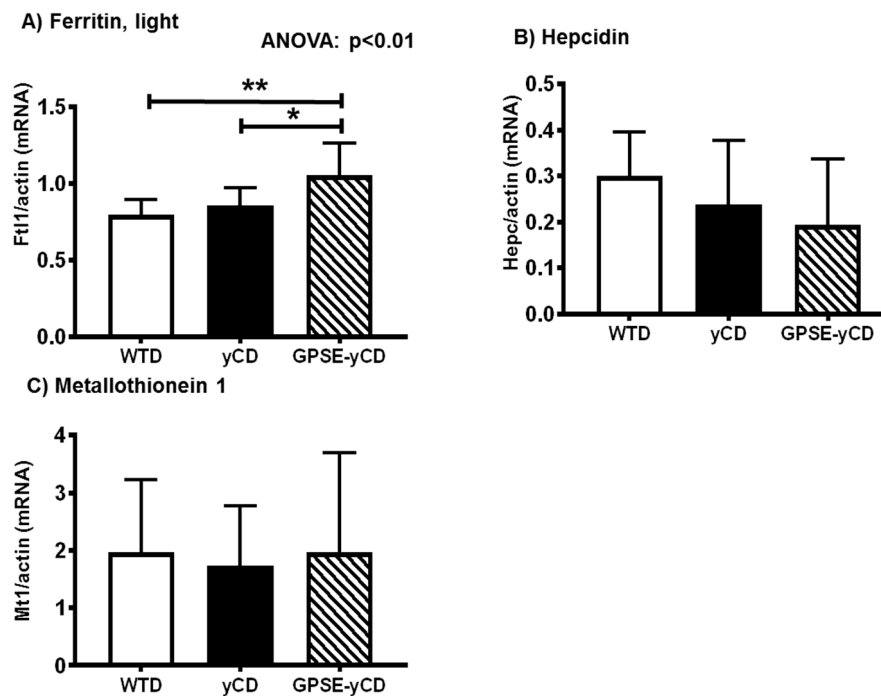 A) Ferritin, light
ANOVA: p<0.01
**
*
Ftl1/actin (mRNA)
1.5
1.0
0.5
0.0
WTD
yCD
GPSE-yCD
B) Hepcidin
Hepc/actin (mRNA)
0.5
0.4
0.3
0.2
0.1
0.0
WTD
yCD
GPSE-yCD
C) Metallothionein 1
Mt1/actin (mRNA)
4
3
2
1
0
WTD
yCD
GPSE-yCD